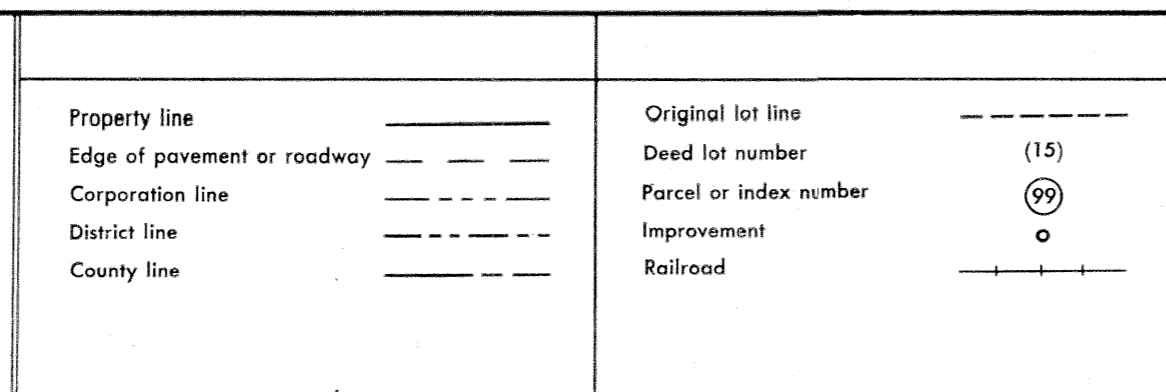 Property line
Edge of pavement or roadway
Corporation line
District line
County line
Original lot line
Deed lot number (15)
Parcel or index number 99
Improvement
Railroad